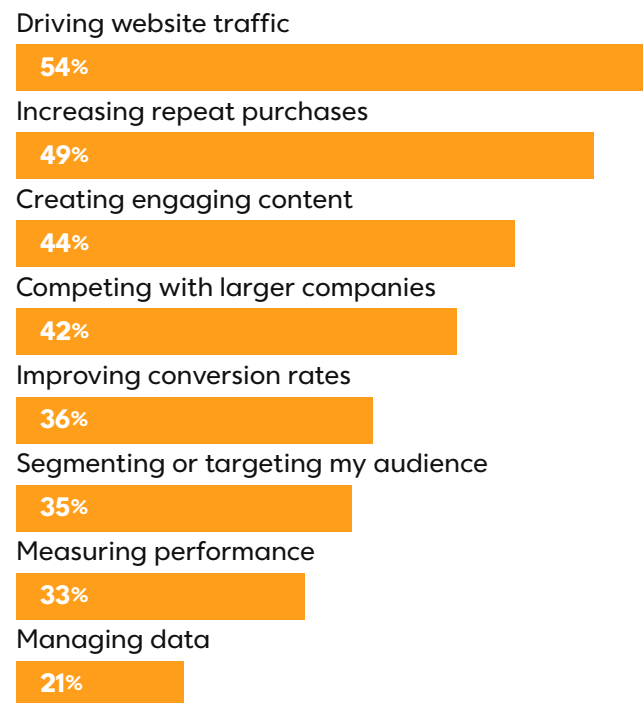 Driving website traffic
54%
Increasing repeat purchases
49%
Creating engaging content
44%
Competing with larger companies
42%
Improving conversion rates
36%
Segmenting or targeting my audience
35%
Measuring performance
33%
Managing data
21%